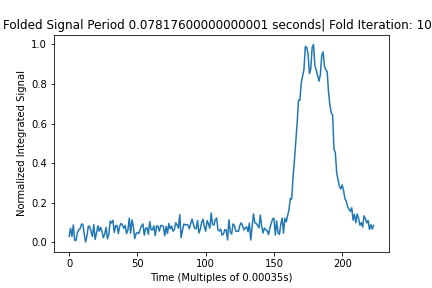 Folded Signal Period 0.07817600000000001 seconds| Fold Iteration: 10
1.0
0.8
0.6
0.4
0.2
0.0
Normalized Integrated Signal
0 50 100 150 200
Time (Multiples of 0.00035s)